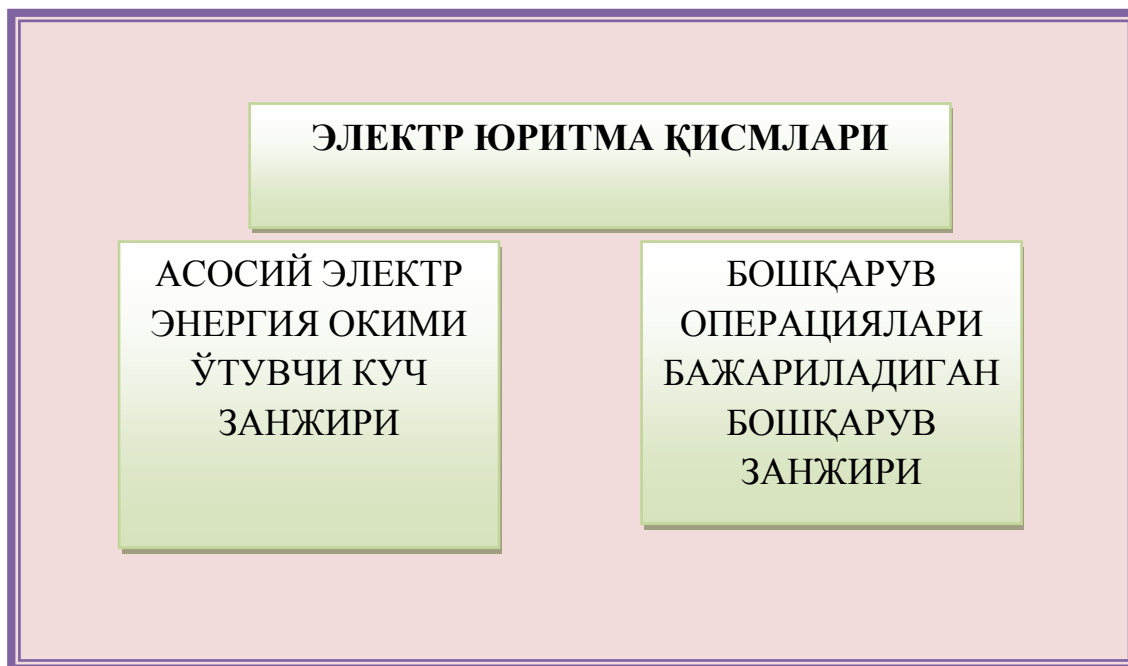 ЭЛЕКТР ЮРИТМА ҚИСМЛАРИ
АСОСИЙ ЭЛЕКТР
ЭНЕРГИЯ ОКИМИ
ЎТУВЧИ КУЧ
ЗАНЖИРИ
БОШҚАРУВ
ОПЕРАЦИЯЛАРИ
БАЖАРИЛАДИГАН
БОШҚАРУВ
ЗАНЖИРИ